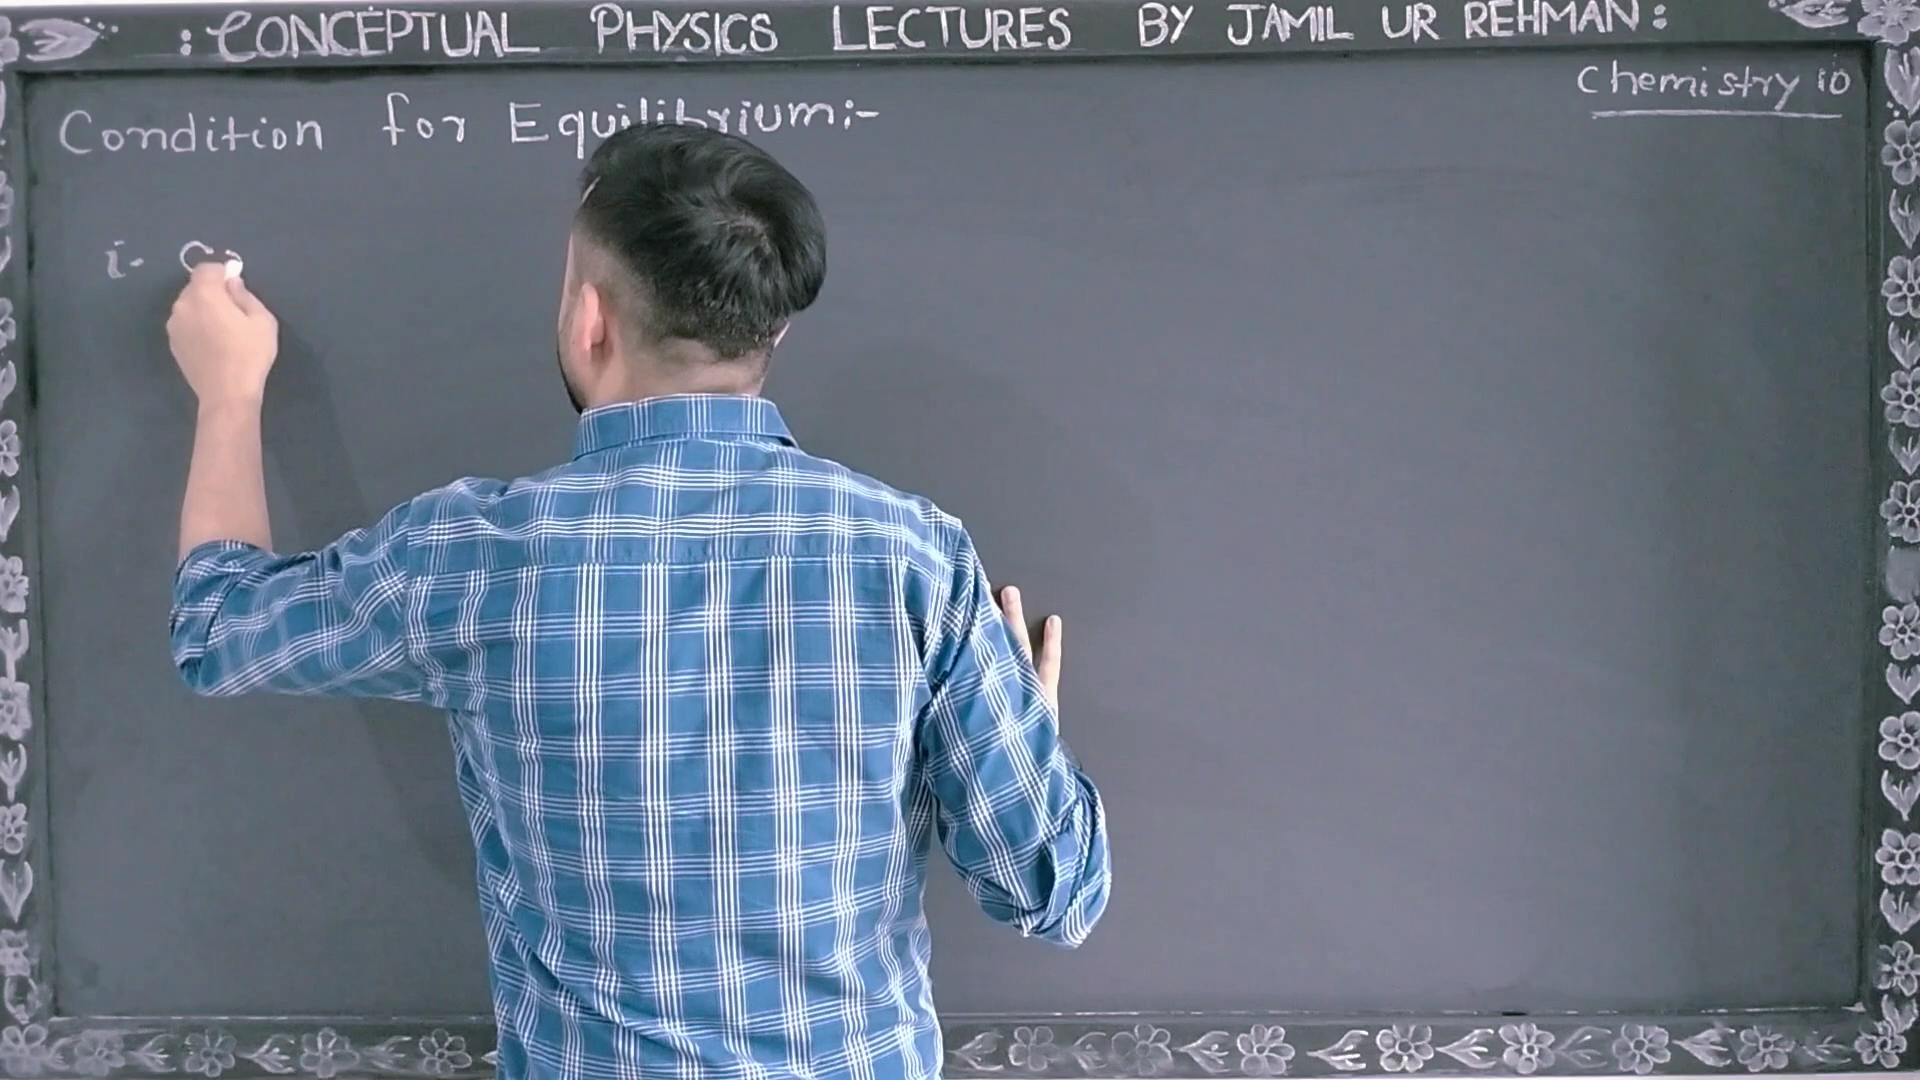 : CONCEPTUAL PHYSICS LECTURES BY JAMIL UR REHMAN :
Chemistry 10
Condition for Equilibrium:-
i.